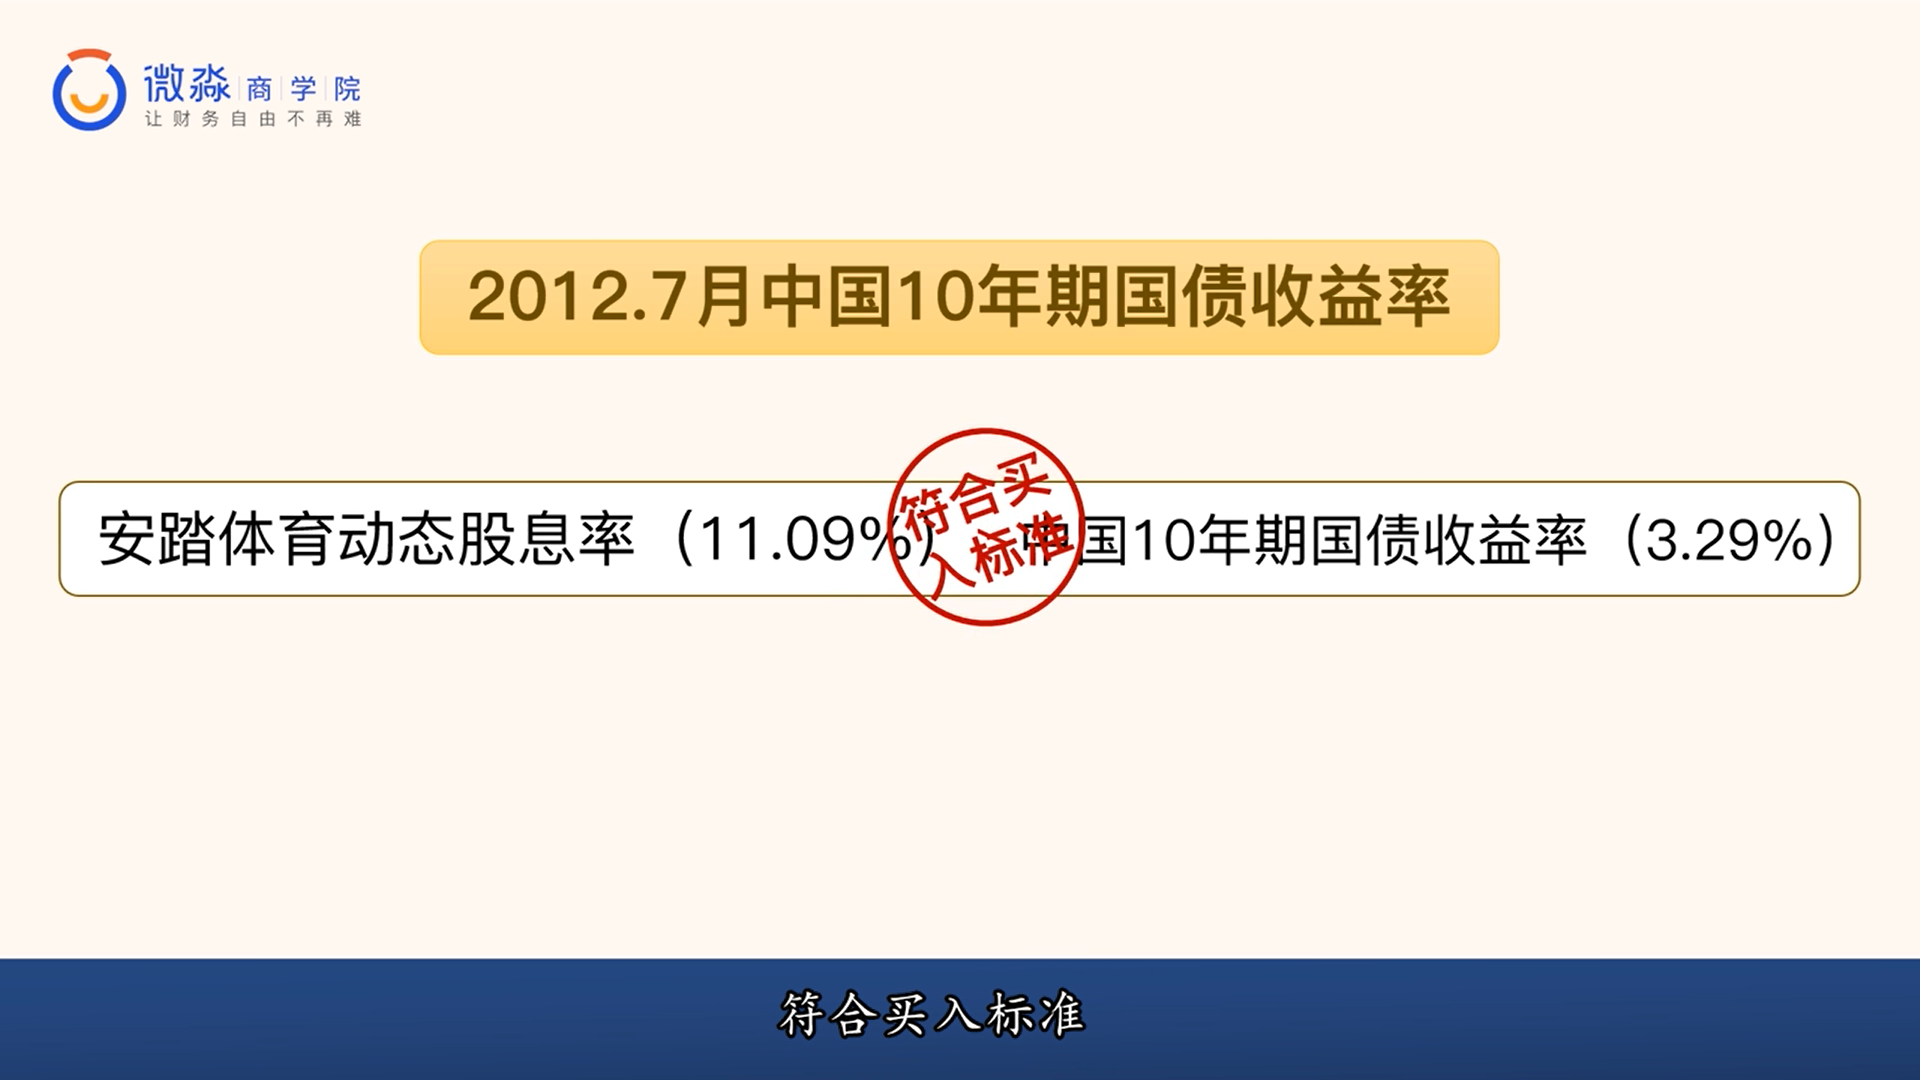 微淼 商学院
让财务自由不再难
2012.7月中国10年期国债收益率
安踏体育动态股息率（11.09%） 中国10年期国债收益率（3.29%）
符合买
入标准
符合买入标准